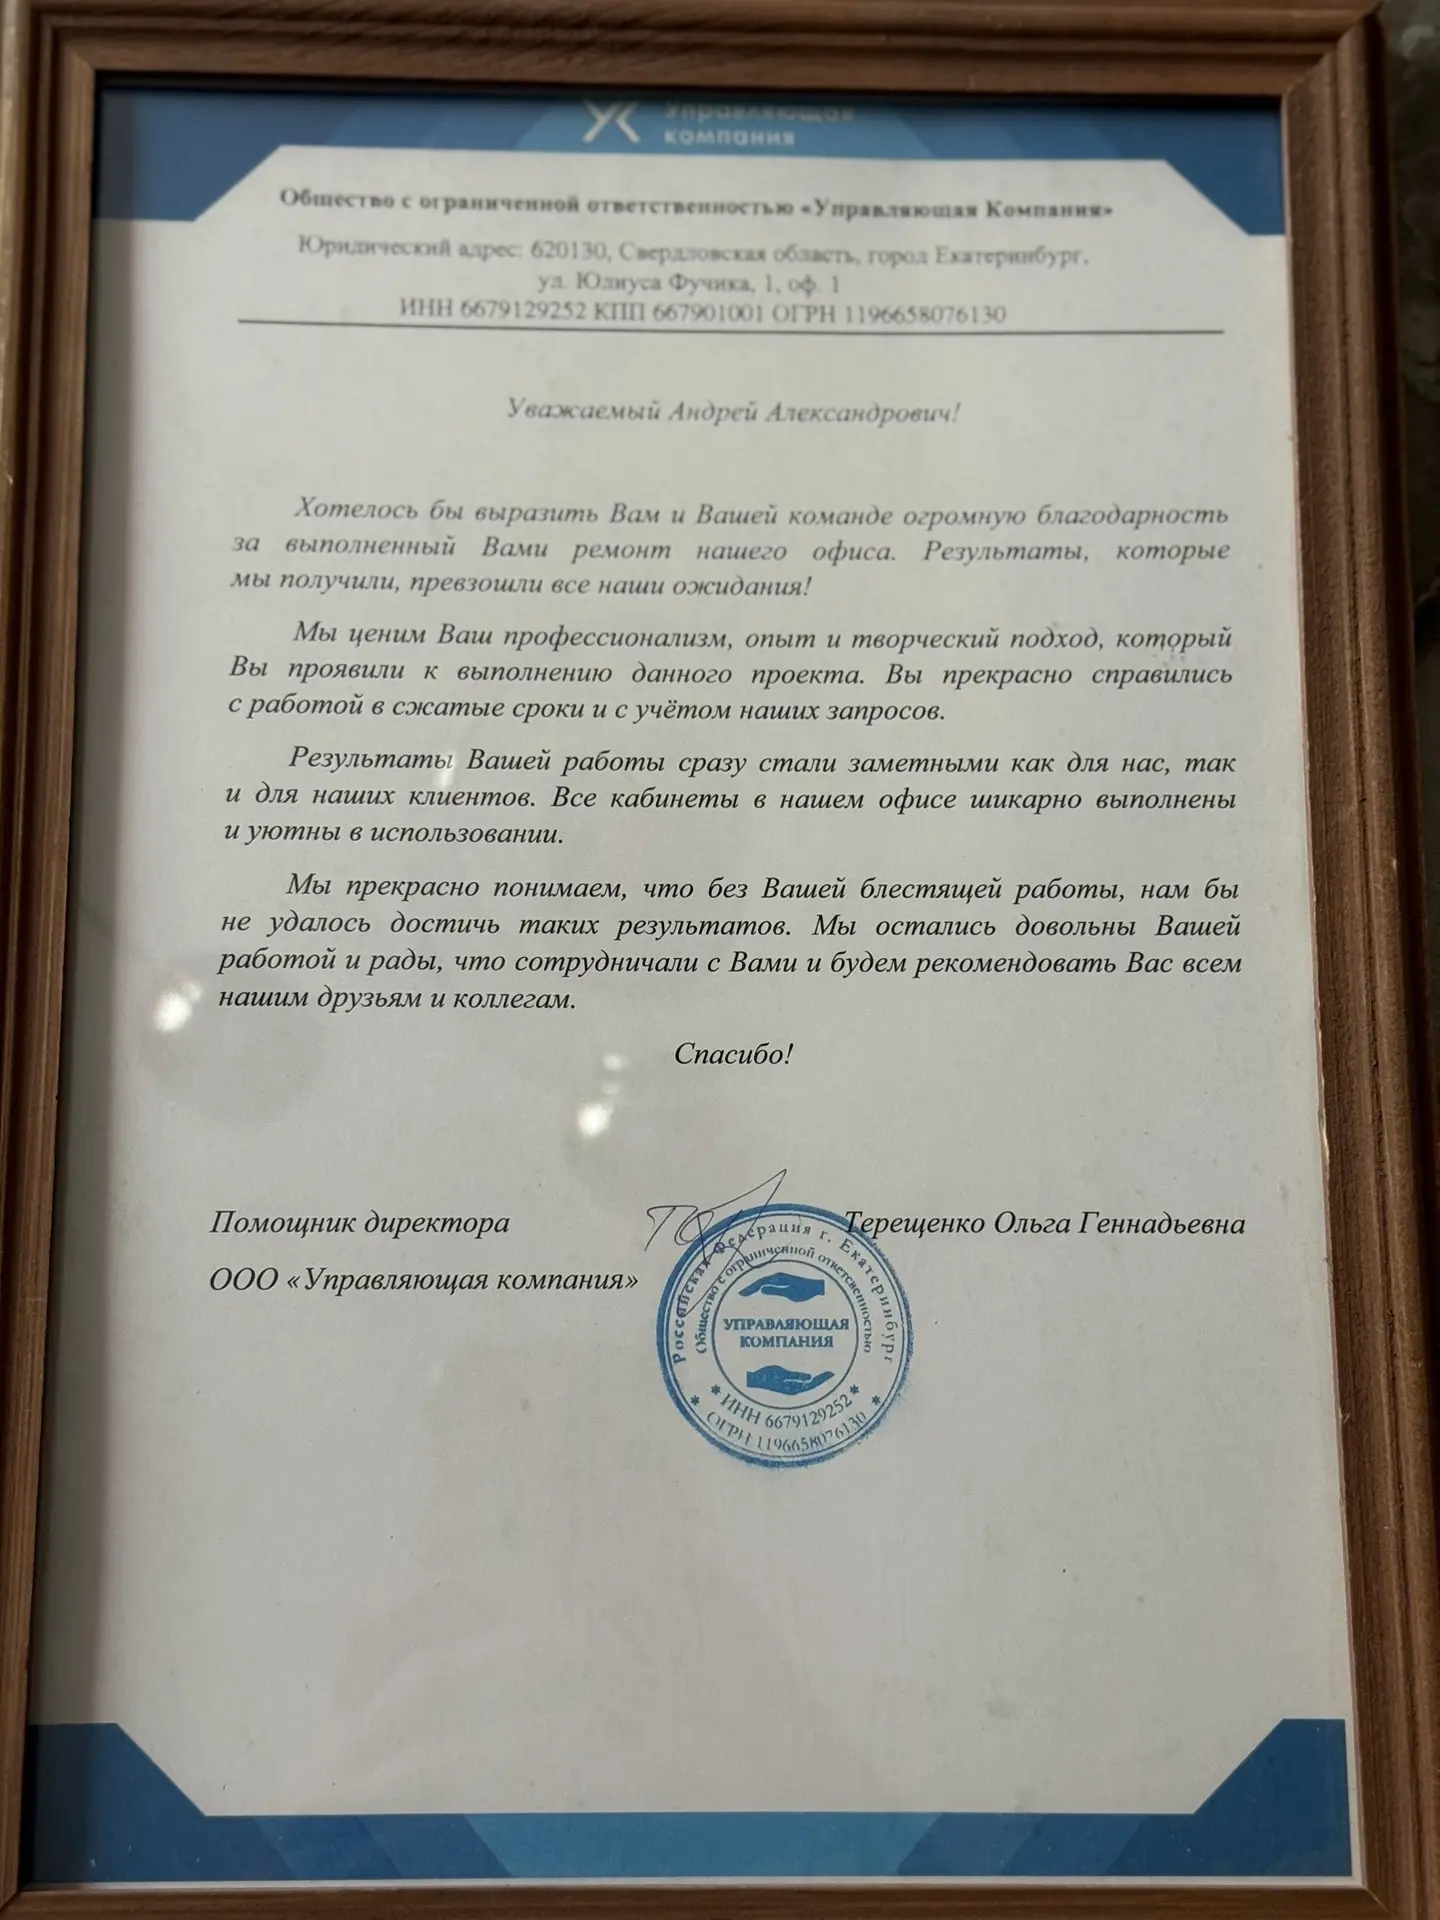 УК Управляющая
компания
Общество с ограниченной ответственностью «Управляющая Компания»
Юридический адрес: 620130, Свердловская область, город Екатеринбург,
ул. Юлиуса Фучика, 1, оф. 1
ИНН 6679129252 КПП 667901001 ОГРН 1196658076130
Уважаемый Андрей Александрович!
Хотелось бы выразить Вам и Вашей команде огромную благодарность
за выполненный Вами ремонт нашего офиса. Результаты, которые
мы получили, превзошли все наши ожидания!
Мы ценим Ваш профессионализм, опыт и творческий подход, который
Вы проявили к выполнению данного проекта. Вы прекрасно справились
с работой в сжатые сроки и с учётом наших запросов.
Результаты Вашей работы сразу стали заметными как для нас, так
и для наших клиентов. Все кабинеты в нашем офисе шикарно выполнены
и уютны в использовании.
Мы прекрасно понимаем, что без Вашей блестящей работы, нам бы
не удалось достичь таких результатов. Мы остались довольны Вашей
работой и рады, что сотрудничали с Вами и будем рекомендовать Вас всем
нашим друзьям и коллегам.
Спасибо!
Помощник директора
Терещенко Ольга Геннадьевна
ООО «Управляющая компания»
Российская Федерация г. Екатеринбург
Общество с ограниченной ответственностью
УПРАВЛЯЮЩАЯ
КОМПАНИЯ
* ИНН 6679129252 *
* ОГРН 1196658076130 *